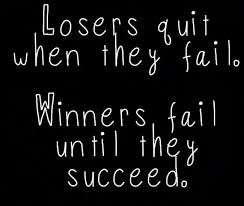 Losers quit
when they fail.
Winners fail
until they
succeed.